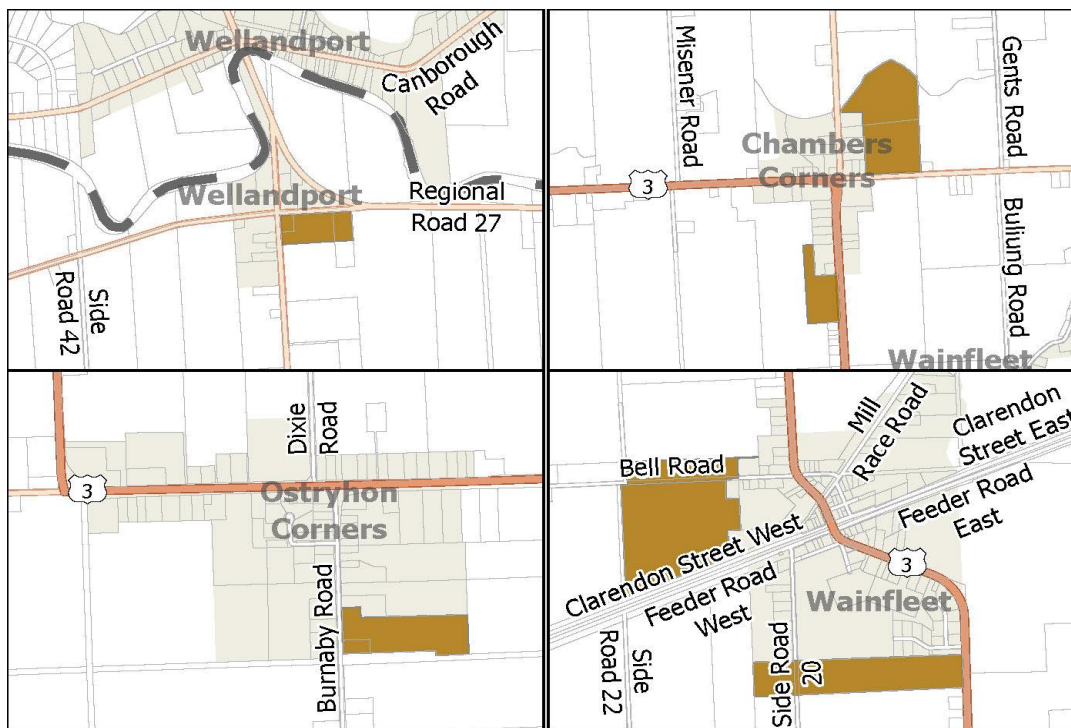 Wellandport
Canborough
Road
Wellandport
Regional
Road 27
Side
Road 42
Misener Road
Gents Road
Chambers
Corners
3
Buliung Road
Wainfleet
Dixie
Road
3
Ostryhon
Corners
Burnaby Road
Mill
Race Road
Clarendon
Street East
Bell Road
Feeder Road
East
Clarendon Street West
Feeder Road
West
3
Wainfleet
Side
Road 22
Side Road
20